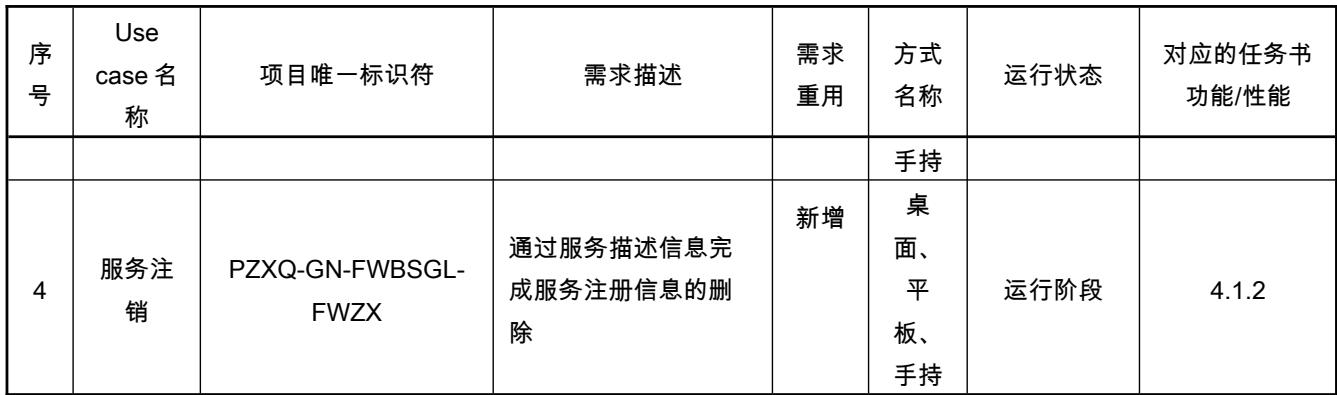 序
号
Use
case 名
称
项目唯一标识符
需求描述
需求
重用
方式
名称
运行状态
对应的任务书
功能/性能
手持
4
服务注
销
PZXQ-GN-FWBSGL-
FWZX
通过服务描述信息完
成服务注册信息的删
除
新增
桌
面、
平
板、
手持
运行阶段
4.1.2